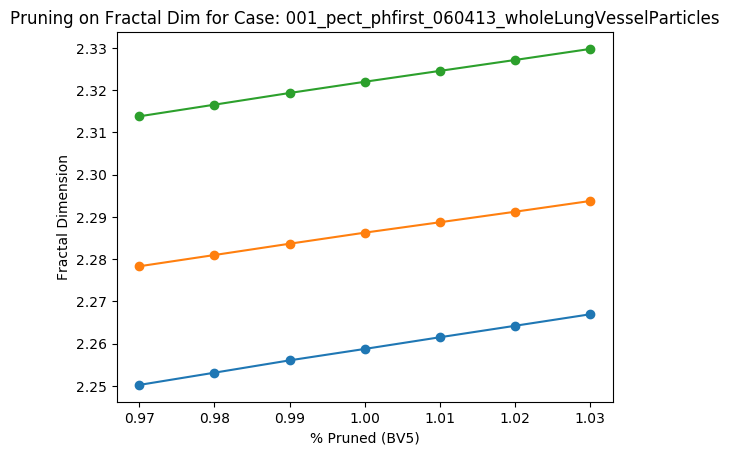 Pruning on Fractal Dim for Case: 001_pect_phfirst_060413_wholeLungVesselParticles
2.33
2.32
2.31
2.30
2.29
2.28
2.27
2.26
2.25
Fractal Dimension
0.97 0.98 0.99 1.00 1.01 1.02 1.03
% Pruned (BV5)